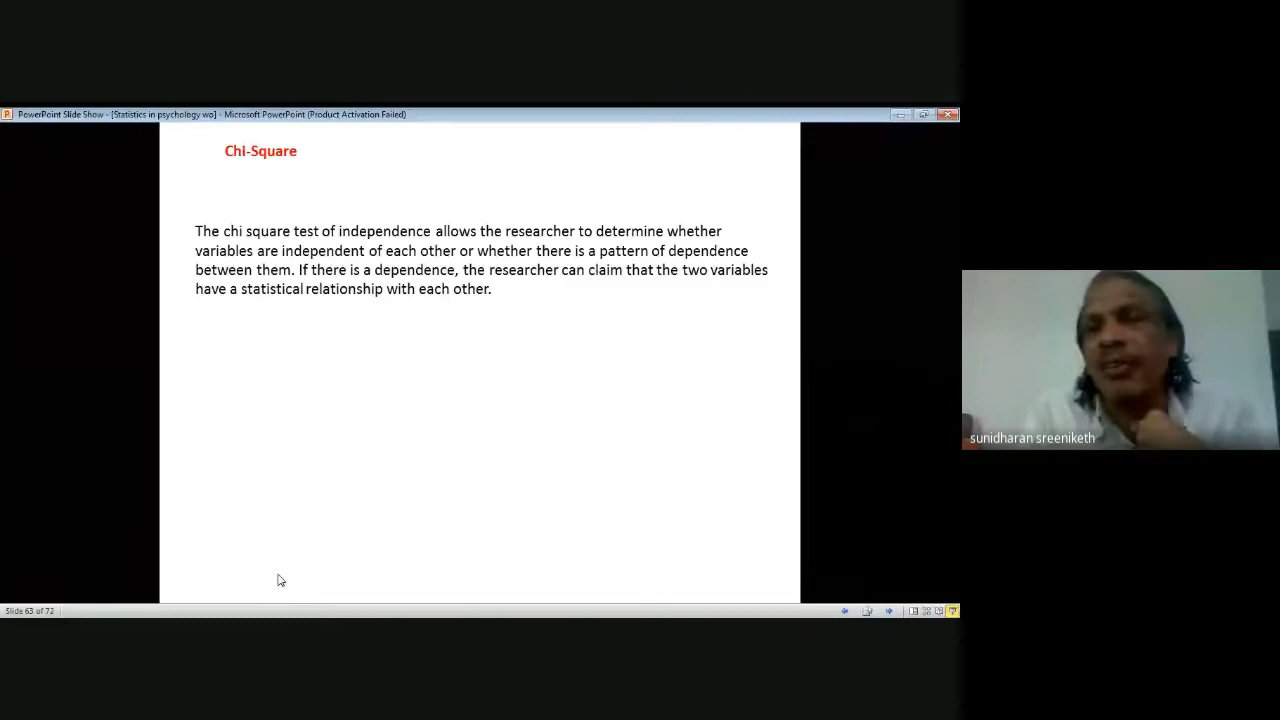 PowerPoint Slide Show - [Statistics in psychology wo] - Microsoft PowerPoint (Product Activation Failed)
Chi-Square
The chi square test of independence allows the researcher to determine whether
variables are independent of each other or whether there is a pattern of dependence
between them. If there is a dependence, the researcher can claim that the two variables
have a statistical relationship with each other.
sunidharan sreeniketh
Slide 63 of 72